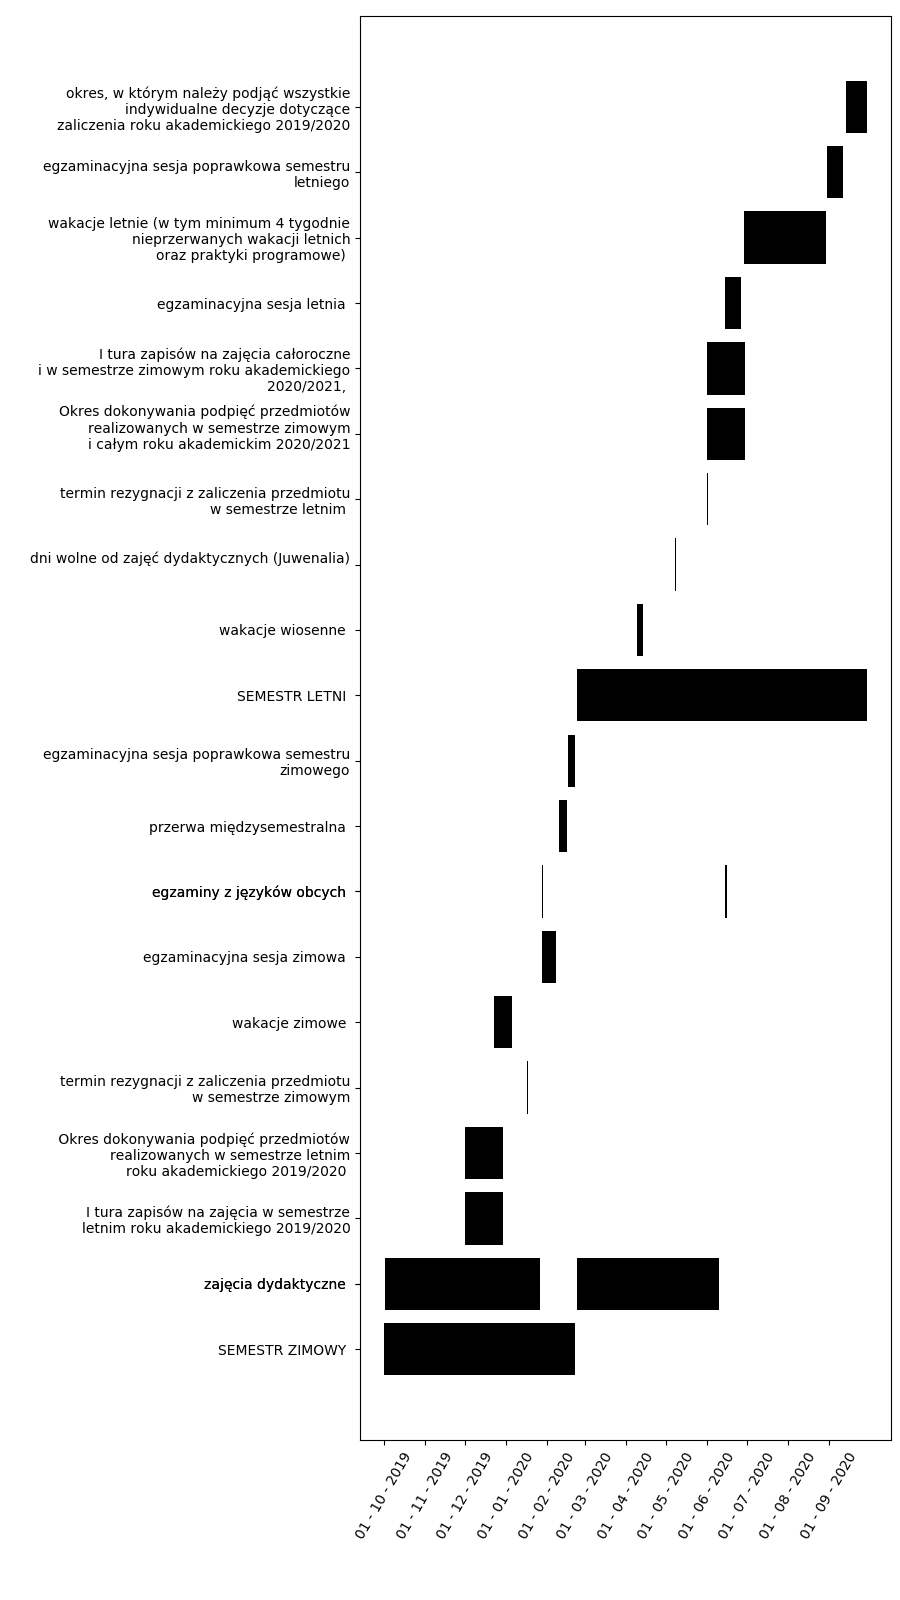 okres, w którym należy podjąć wszystkie
indywidualne decyzje dotyczące
zaliczenia roku akademickiego 2019/2020
egzaminacyjna sesja poprawkowa semestru
letniego
wakacje letnie (w tym minimum 4 tygodnie
nieprzerwanych wakacji letnich
oraz praktyki programowe)
egzaminacyjna sesja letnia
I tura zapisów na zajęcia całoroczne
i w semestrze zimowym roku akademickiego
2020/2021,
Okres dokonywania podpięć przedmiotów
realizowanych w semestrze zimowym
i całym roku akademickim 2020/2021
termin rezygnacji z zaliczenia przedmiotu
w semestrze letnim
dni wolne od zajęć dydaktycznych (Juwenalia)
wakacje wiosenne
SEMESTR LETNI
egzaminacyjna sesja poprawkowa semestru
zimowego
przerwa międzysemestralna
egzaminy z języków obcych
egzaminacyjna sesja zimowa
wakacje zimowe
termin rezygnacji z zaliczenia przedmiotu
w semestrze zimowym
Okres dokonywania podpięć przedmiotów
realizowanych w semestrze letnim
roku akademickiego 2019/2020
I tura zapisów na zajęcia w semestrze
letnim roku akademickiego 2019/2020
zajęcia dydaktyczne
SEMESTR ZIMOWY
01 - 10 - 2019
01 - 11 - 2019
01 - 12 - 2019
01 - 01 - 2020
01 - 02 - 2020
01 - 03 - 2020
01 - 04 - 2020
01 - 05 - 2020
01 - 06 - 2020
01 - 07 - 2020
01 - 08 - 2020
01 - 09 - 2020